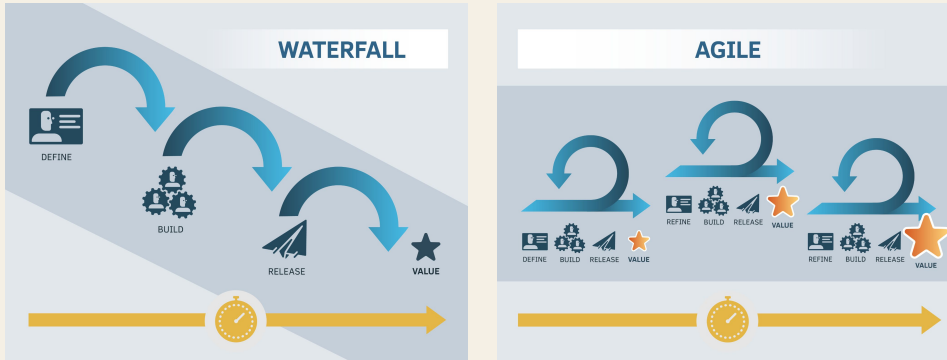 WATERFALL
DEFINE
BUILD
RELEASE
VALUE
AGILE
DEFINE
BUILD
RELEASE
VALUE
REFINE
BUILD
RELEASE
VALUE
REFINE
BUILD
RELEASE
VALUE